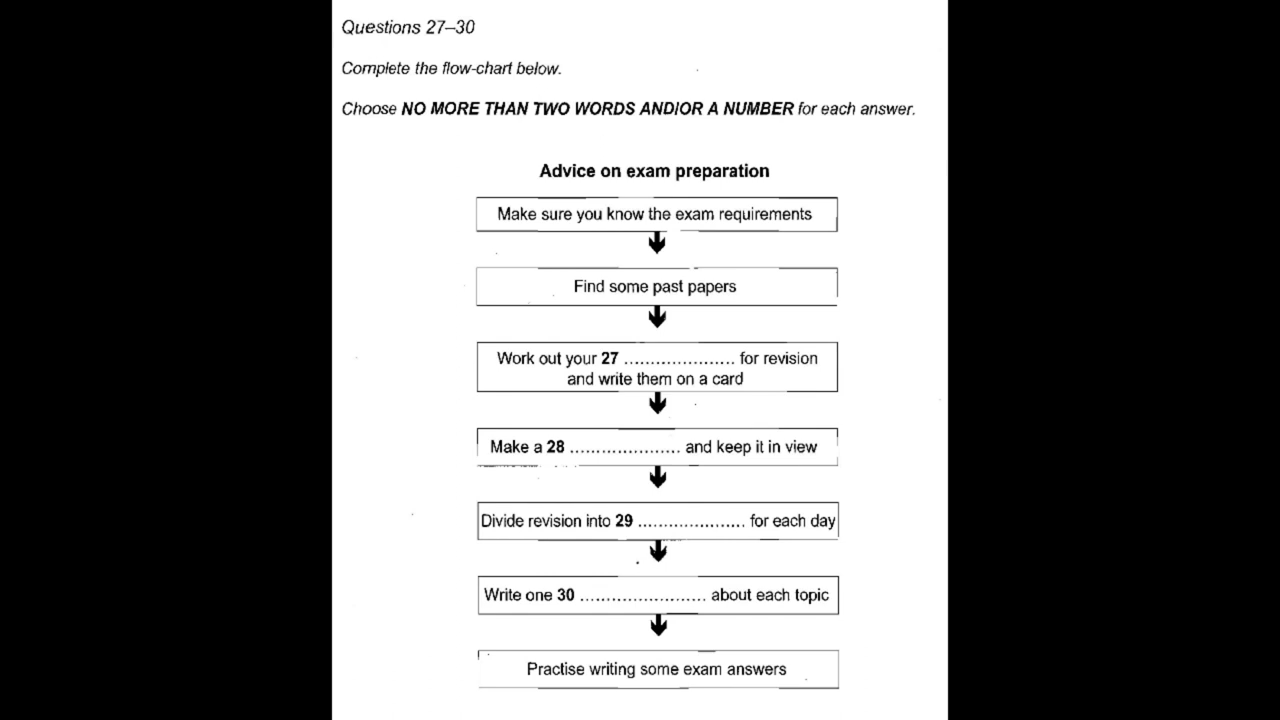 Questions 27–30
Complete the flow-chart below.
Choose NO MORE THAN TWO WORDS AND/OR A NUMBER for each answer.
Advice on exam preparation
Make sure you know the exam requirements
Find some past papers
Work out your 27 ..................... for revision
and write them on a card
Make a 28 ..................... and keep it in view
Divide revision into 29 .................... for each day
Write one 30 ....................... about each topic
Practise writing some exam answers